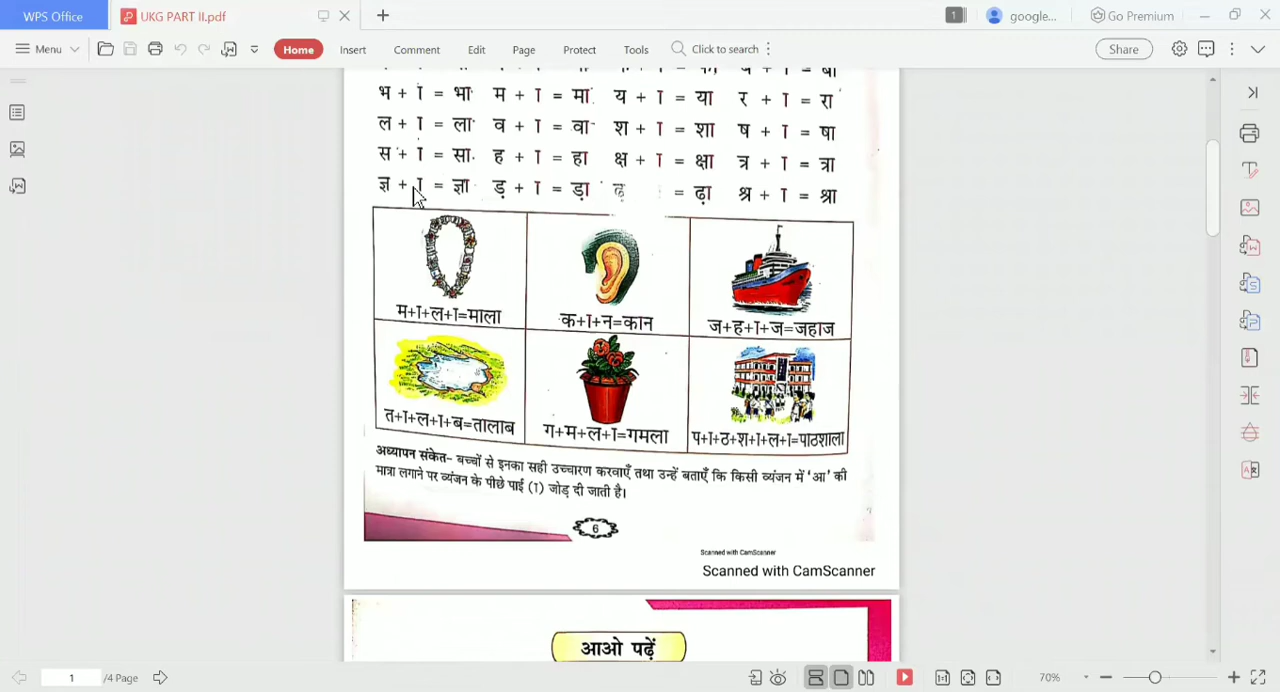 WPS Office
UKG PART II.pdf
1
google...
Go Premium
Menu
Home
Insert
Comment
Edit
Page
Protect
Tools
Click to search
Share
भ + ा = भा म + ा = मा य + ा = या र + ा = रा
ल + ा = ला व + ा = वा श + ा = शा ष + ा = षा
स + ा = सा ह + ा = हा क्ष + ा = क्षा त्र + ा = त्रा
ज्ञ + ा = ज्ञा ड़ + ा = ड़ा ढ़ = ढ़ा श्र + ा = श्रा
म+ा+ल+ा=माला
क+ा+न=कान
ज+ह+ा+ज=जहाज
त+ा+ल+ा+ब=तालाब
ग+म+ल+ा=गमला
प+ा+ठ+श+ा+ल+ा=पाठशाला
अध्यापन संकेत- बच्चों से इनका सही उच्चारण करवाएँ तथा उन्हें बताएँ कि किसी व्यंजन में 'आ' की
मात्रा लगाने पर व्यंजन के पीछे पाई (ा) जोड़ दी जाती है।
6
Scanned with CamScanner
Scanned with CamScanner
आओ पढ़ें
1
/4 Page
70%